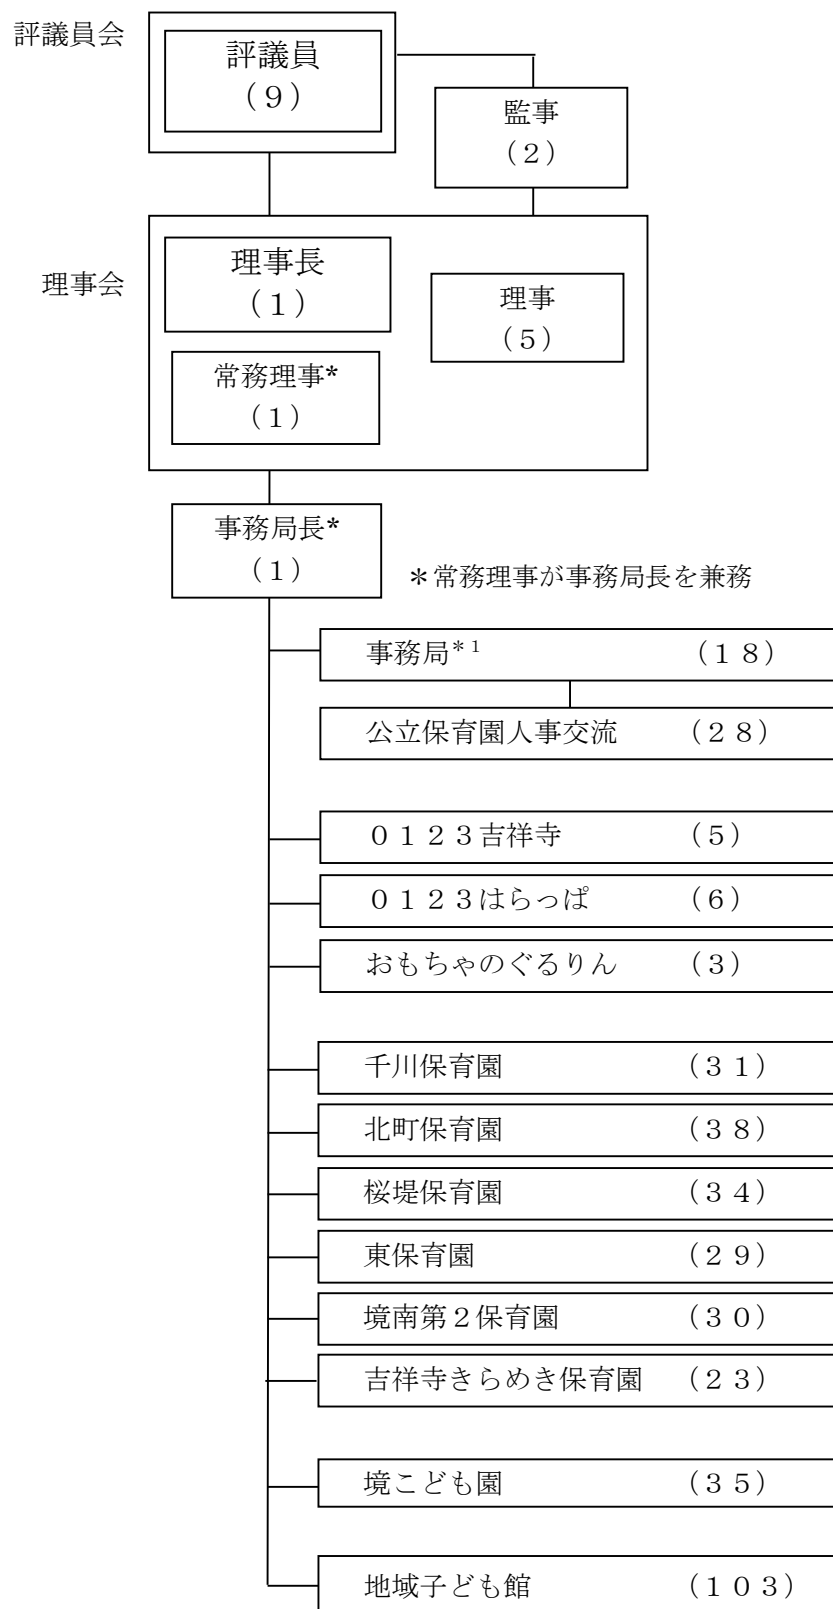 評議員会
評議員
（９）
監事
（２）
理事会
理事長
（１）
理事
（５）
常務理事*
（１）
事務局長*
（１）
＊常務理事が事務局長を兼務
事務局*１ （１８）
公立保育園人事交流 （２８）
０１２３吉祥寺 （５）
０１２３はらっぱ （６）
おもちゃのぐるりん （３）
千川保育園 （３１）
北町保育園 （３８）
桜堤保育園 （３４）
東保育園 （２９）
境南第２保育園 （３０）
吉祥寺きらめき保育園 （２３）
境こども園 （３５）
地域子ども館 （１０３）